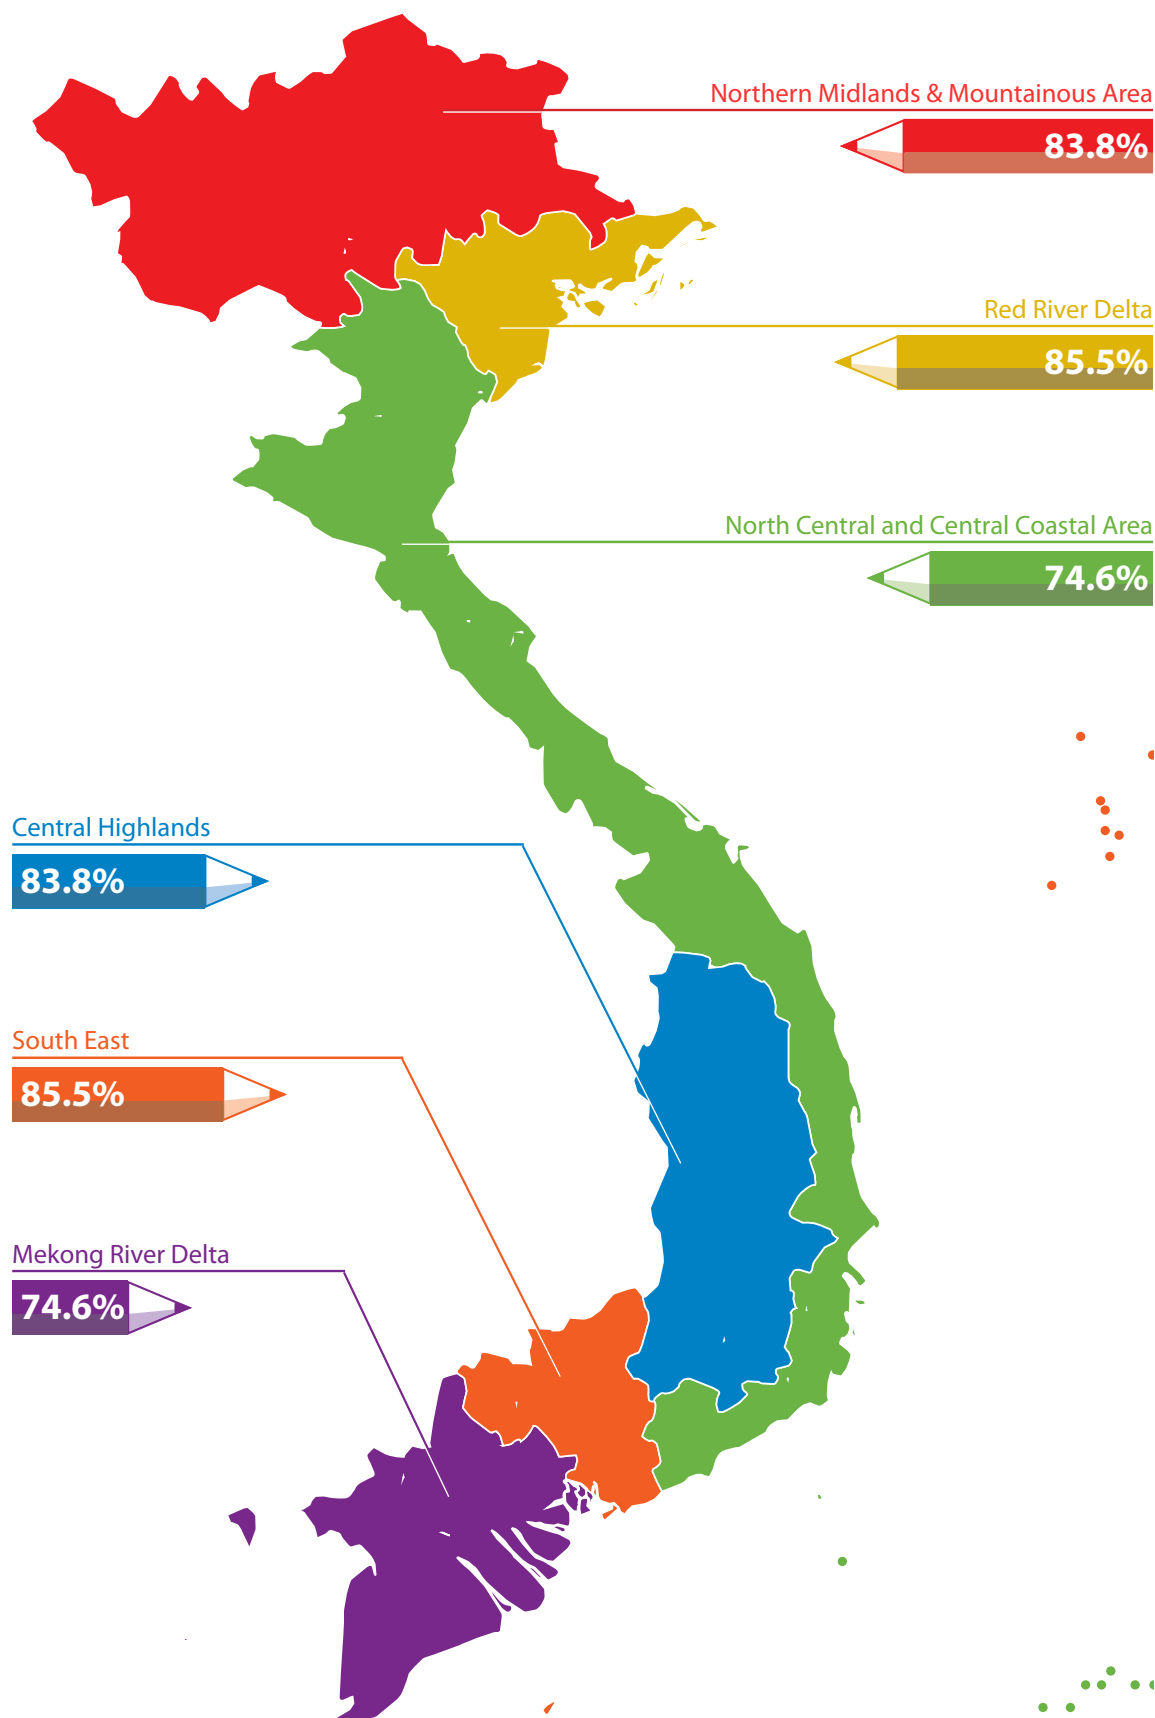 Northern Midlands & Mountainous Area
83.8%
Red River Delta
85.5%
North Central and Central Coastal Area
74.6%
Central Highlands
83.8%
South East
85.5%
Mekong River Delta
74.6%